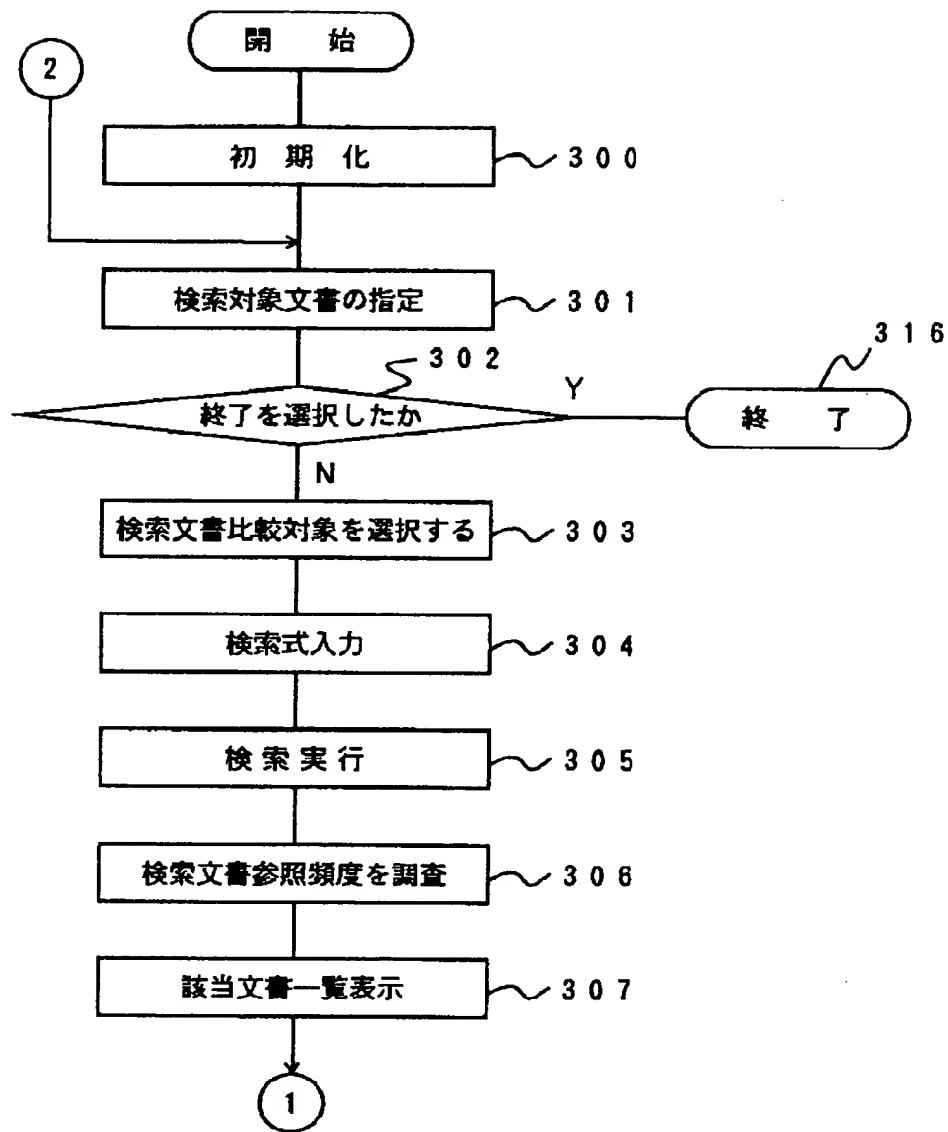 開 始
2
初 期 化
300
検索対象文書の指定
301
302
316
終了を選択したか
Y
終 了
N
検索文書比較対象を選択する
303
検索式入力
304
検 索 実 行
305
検索文書参照頻度を調査
306
該当文書一覧表示
307
1